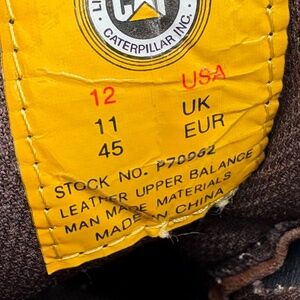 CAT
CATERPILLAR INC.
12 USA
11 UK
45 EUR
STOCK NO. P70962
LEATHER UPPER BALANCE
MAN MADE MATERIALS
MADE IN CHINA